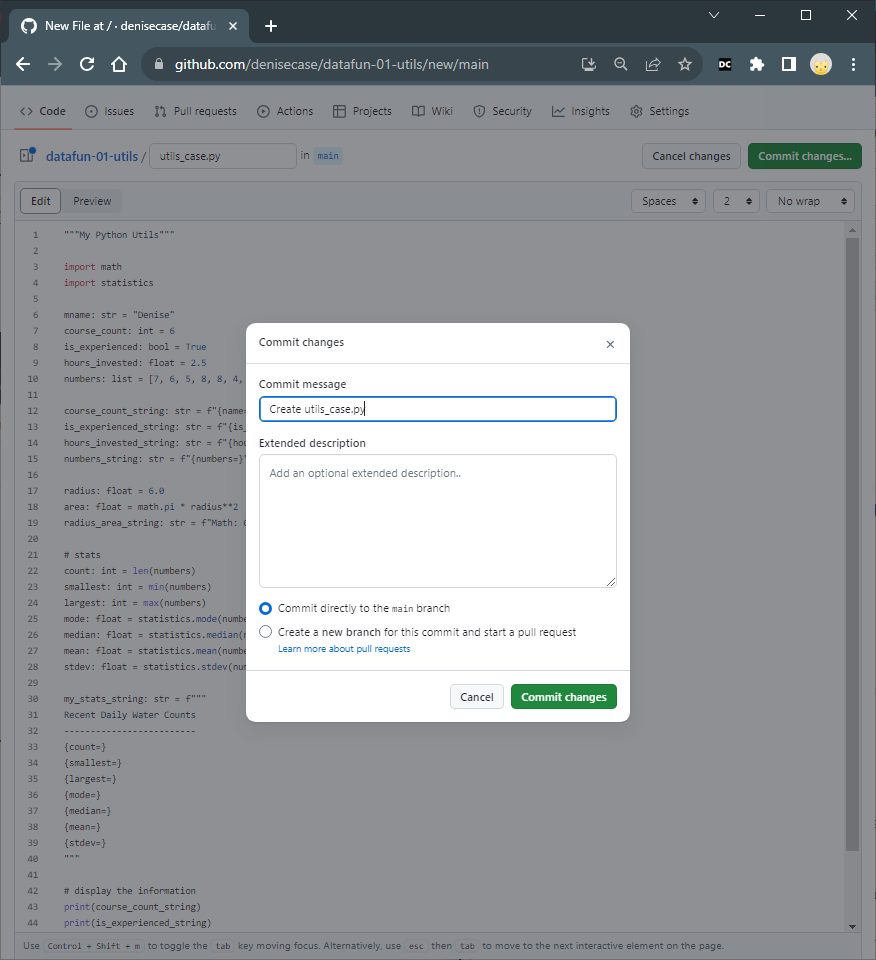 New File at / · denisecase/datafu
github.com/denisecase/datafun-01-utils/new/main
DC
Code
Issues
Pull requests
Actions
Projects
Wiki
Security
Insights
Settings
datafun-01-utils / utils_case.py in main
Cancel changes
Commit changes...
Edit
Preview
Spaces
2
No wrap
1 """My Python Utils"""
2
3 import math
4 import statistics
5
6 mname: str = "Denise"
7 course_count: int = 6
8 is_experienced: bool = True
9 hours_invested: float = 2.5
10 numbers: list = [7, 6, 5, 8, 8, 4,
11
12 course_count_string: str = f"{name=
13 is_experienced_string: str = f"{is_
14 hours_invested_string: str = f"{hou
15 numbers_string: str = f"{numbers=}"
16
17 radius: float = 6.0
18 area: float = math.pi * radius**2
19 radius_area_string: str = f"Math: 
20
21 # stats
22 count: int = len(numbers)
23 smallest: int = min(numbers)
24 largest: int = max(numbers)
25 mode: float = statistics.mode(numbe
26 median: float = statistics.median(n
27 mean: float = statistics.mean(numbe
28 stdev: float = statistics.stdev(num
29
30 my_stats_string: str = f"""
31 Recent Daily Water Counts
32 -------------------------
33 {count=}
34 {smallest=}
35 {largest=}
36 {mode=}
37 {median=}
38 {mean=}
39 {stdev=}
40 """
41
42 # display the information
43 print(course_count_string)
44 print(is_experienced_string)
Commit changes
Commit message
Create utils_case.py
Extended description
Add an optional extended description..
Commit directly to the main branch
Create a new branch for this commit and start a pull request
Learn more about pull requests
Cancel
Commit changes
Use Control + Shift + m to toggle the tab key moving focus. Alternatively, use esc then tab to move to the next interactive element on the page.